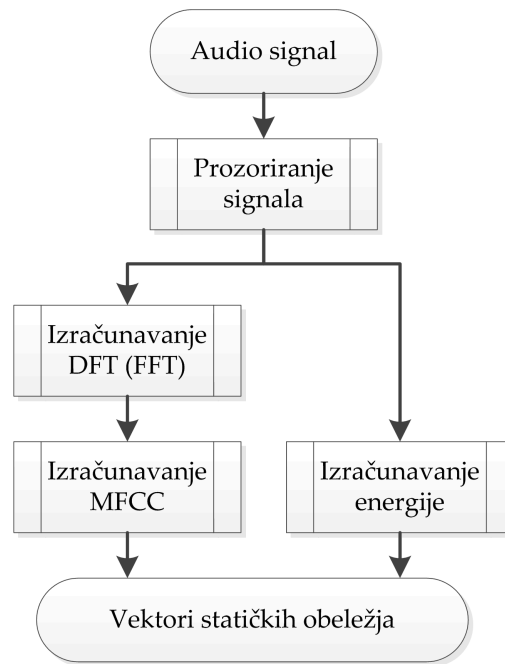 Audio signal
Prozoriranje
signala
Izračunavanje
DFT (FFT)
Izračunavanje
MFCC
Izračunavanje
energije
Vektori statičkih obeležja